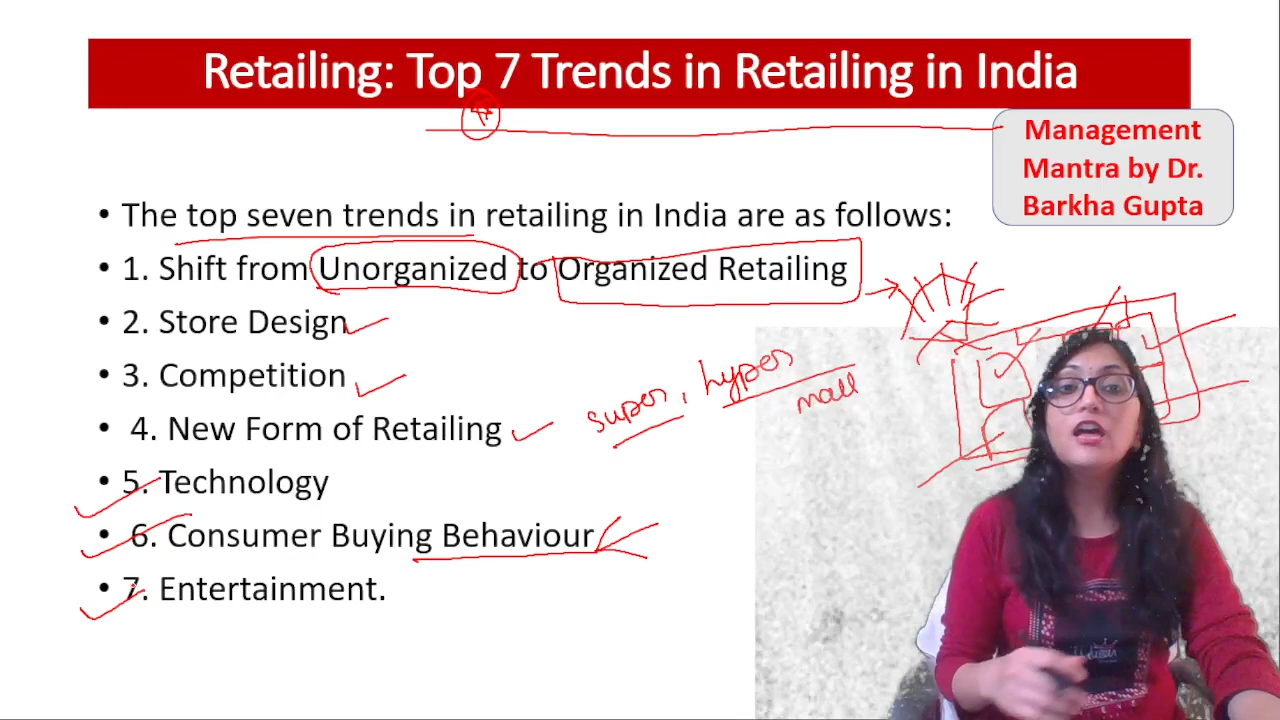 Retailing: Top 7 Trends in Retailing in India
Management
Mantra by Dr.
Barkha Gupta
• The top seven trends in retailing in India are as follows:
• 1. Shift from Unorganized to Organized Retailing
• 2. Store Design
• 3. Competition
• 4. New Form of Retailing
super, hyper
mall
• 5. Technology
• 6. Consumer Buying Behaviour
• 7. Entertainment.